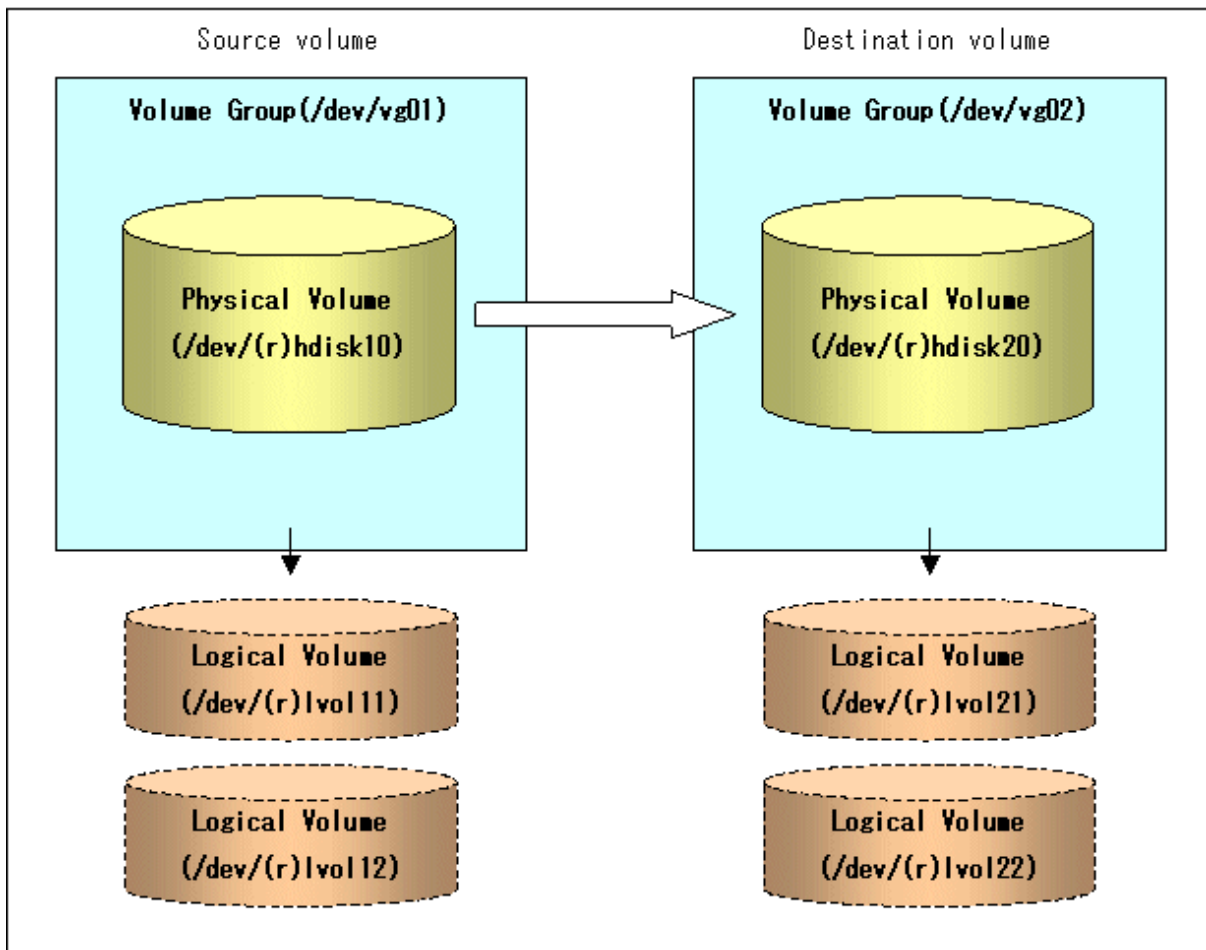 Source volume
Destination volume
Volume Group(/dev/vg01)
Volume Group(/dev/vg02)
Physical Volume
(/dev/(r)hdisk10)
Physical Volume
(/dev/(r)hdisk20)
Logical Volume
(/dev/(r)lvol11)
Logical Volume
(/dev/(r)lvol21)
Logical Volume
(/dev/(r)lvol12)
Logical Volume
(/dev/(r)lvol22)